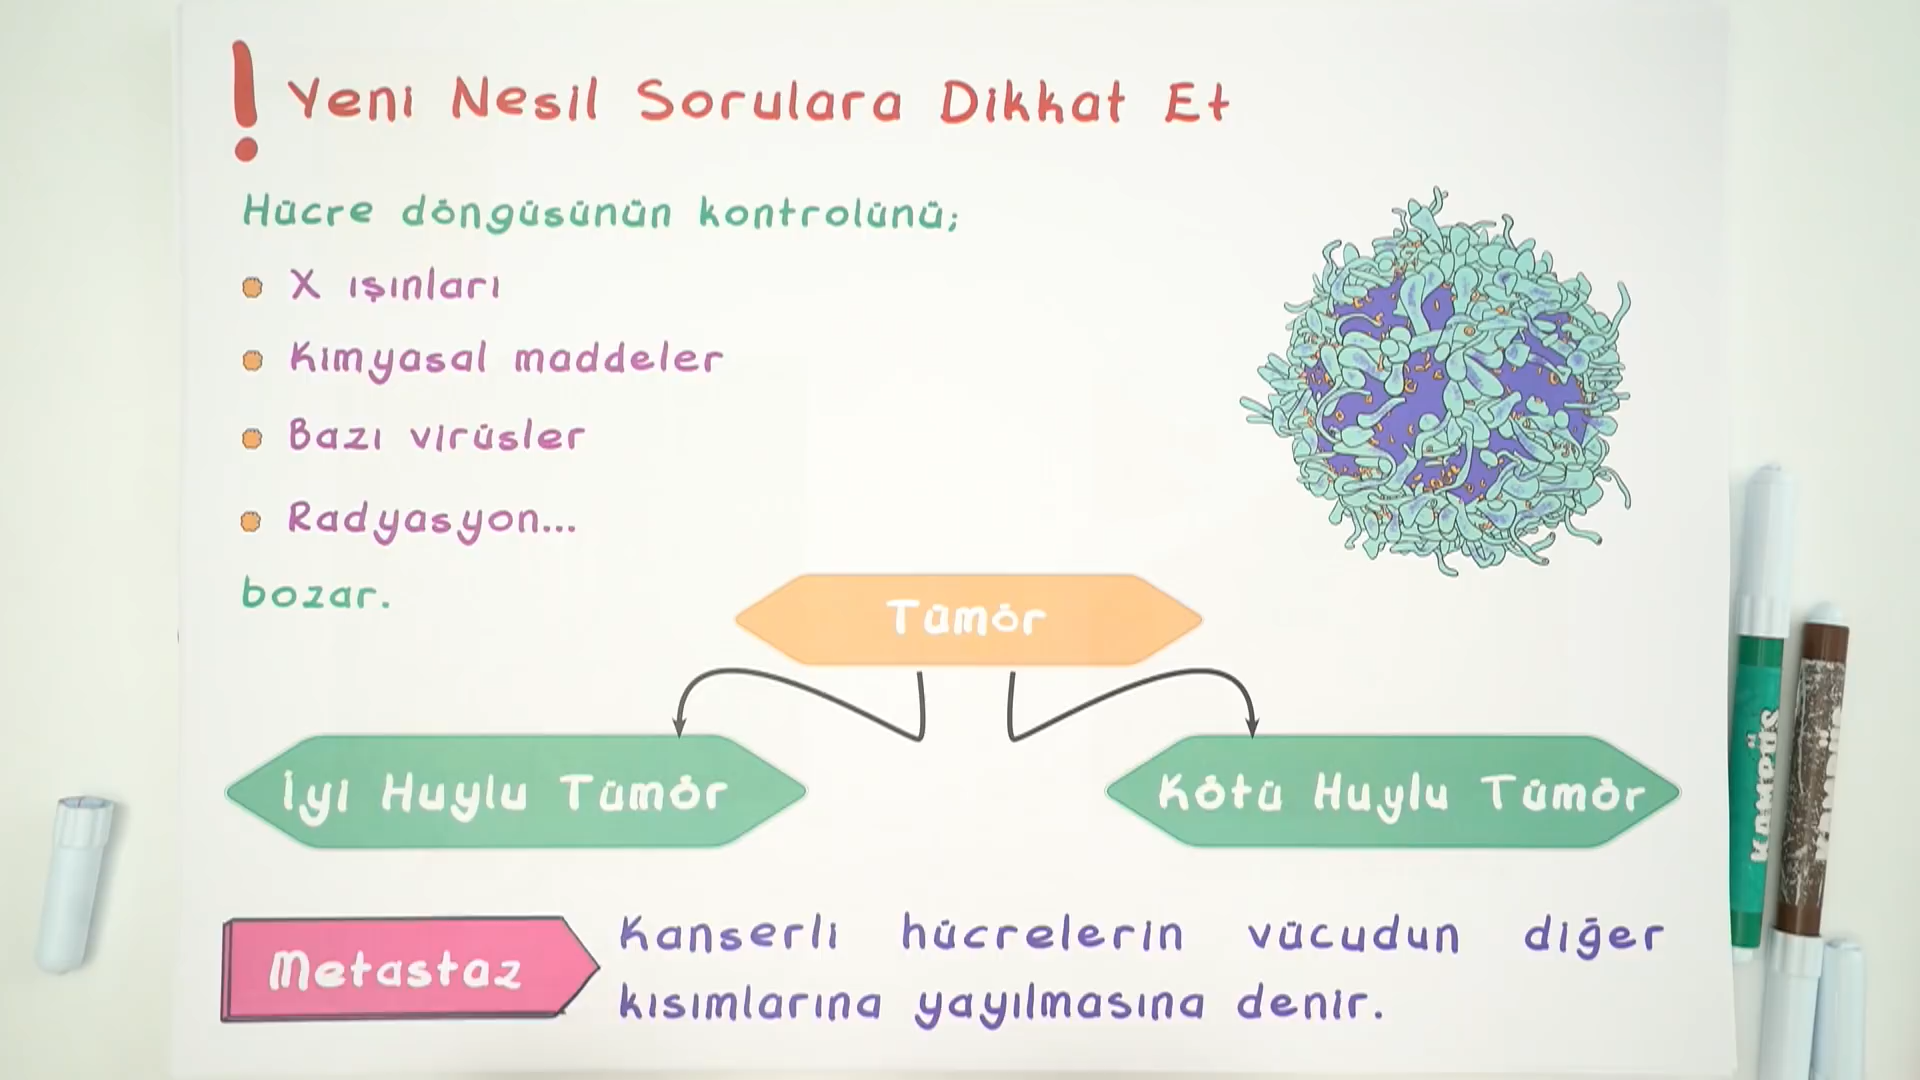 ! Yeni Nesil Sorulara Dikkat Et
Hücre döngüsünün kontrolünü;
X ışınları
Kimyasal maddeler
Bazı virüsler
Radyasyon...
bozar.
Tümör
İyi Huylu Tümör
Kötü Huylu Tümör
Metastaz
Kanserli hücrelerin vücudun diğer
kısımlarına yayılmasına denir.
KAMPÜS